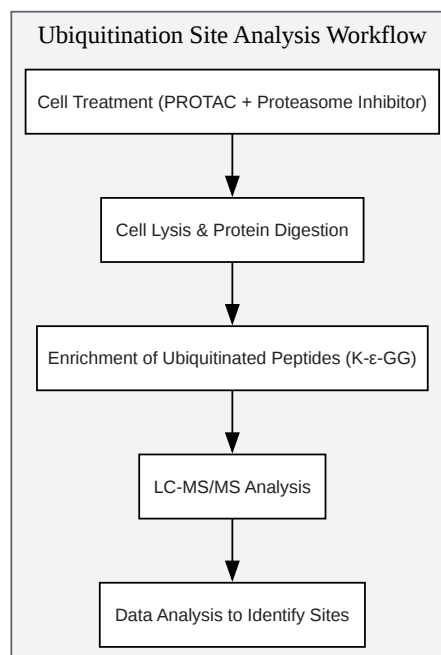 Ubiquitination Site Analysis Workflow
Cell Treatment (PROTAC + Proteasome Inhibitor)
Cell Lysis & Protein Digestion
Enrichment of Ubiquitinated Peptides (K-ε-GG)
LC-MS/MS Analysis
Data Analysis to Identify Sites